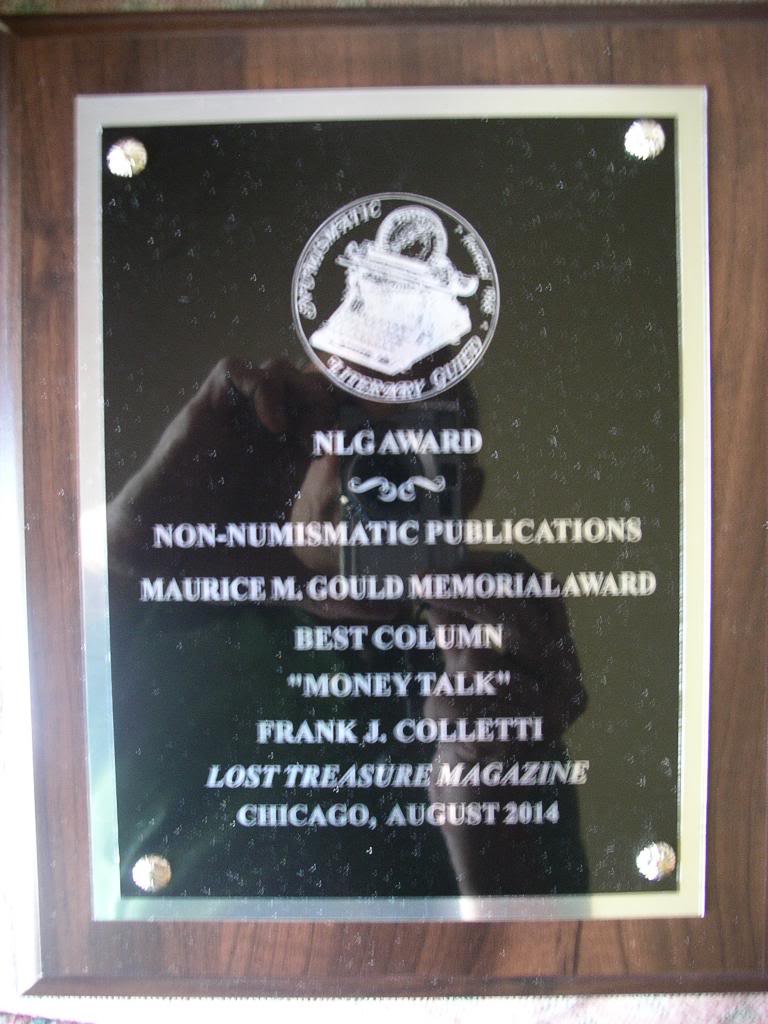 NUMISMATIC
LITERARY GUILD
NLG AWARD
NON-NUMISMATIC PUBLICATIONS
MAURICE M. GOULD MEMORIAL AWARD
BEST COLUMN
"MONEY TALK"
FRANK J. COLLETTI
LOST TREASURE MAGAZINE
CHICAGO, AUGUST 2014